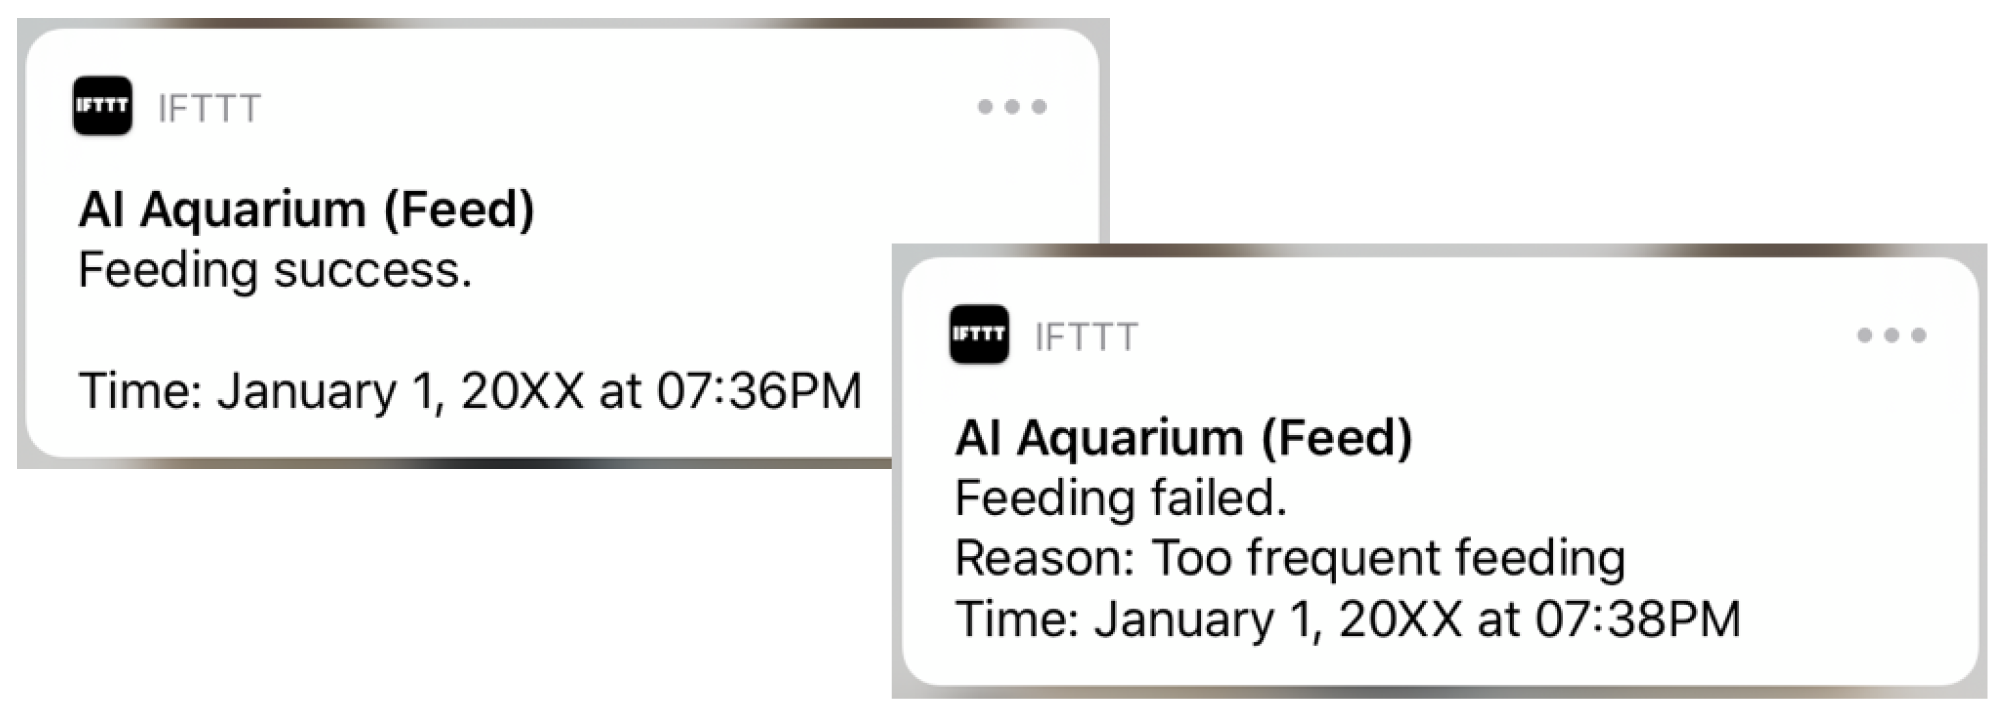 IFTTT IFTTT
AI Aquarium (Feed)
Feeding success.
Time: January 1, 20XX at 07:36PM
IFTTT IFTTT
AI Aquarium (Feed)
Feeding failed.
Reason: Too frequent feeding
Time: January 1, 20XX at 07:38PM